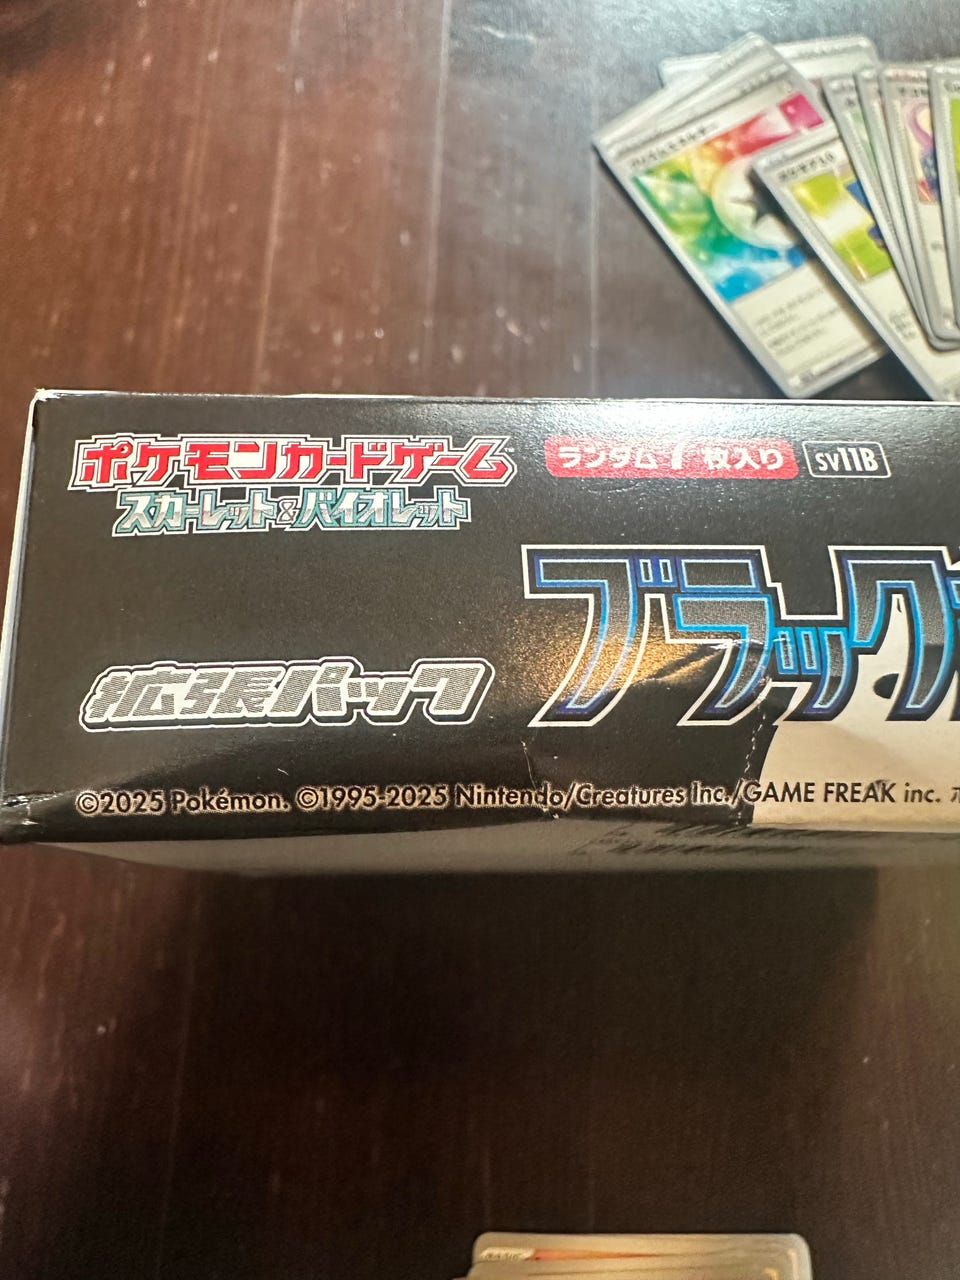 ポケモンカードゲーム
スカーレット&バイオレット
ランダム7枚入り
SV11B
ブラック
拡張パック
©2025 Pokémon. ©1995-2025 Nintendo/Creatures Inc./GAME FREAK inc.
BASIC